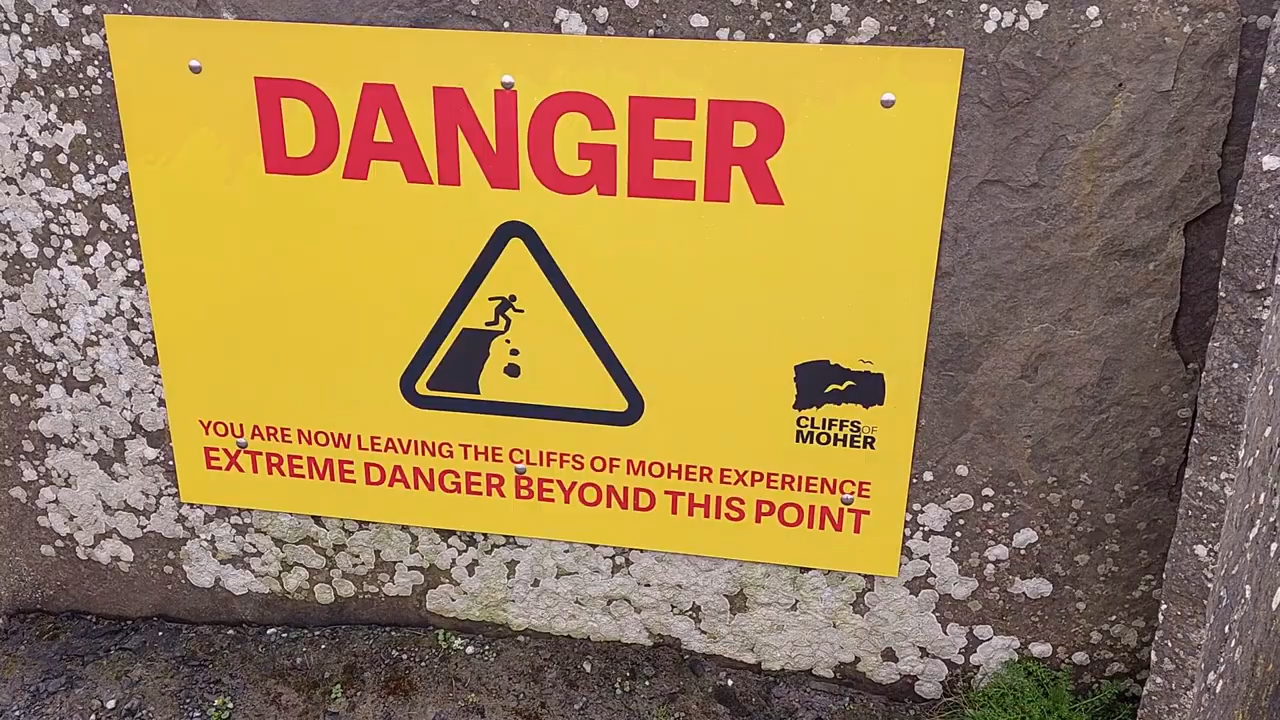 DANGER
CLIFFS OF
MOHER
YOU ARE NOW LEAVING THE CLIFFS OF MOHER EXPERIENCE
EXTREME DANGER BEYOND THIS POINT